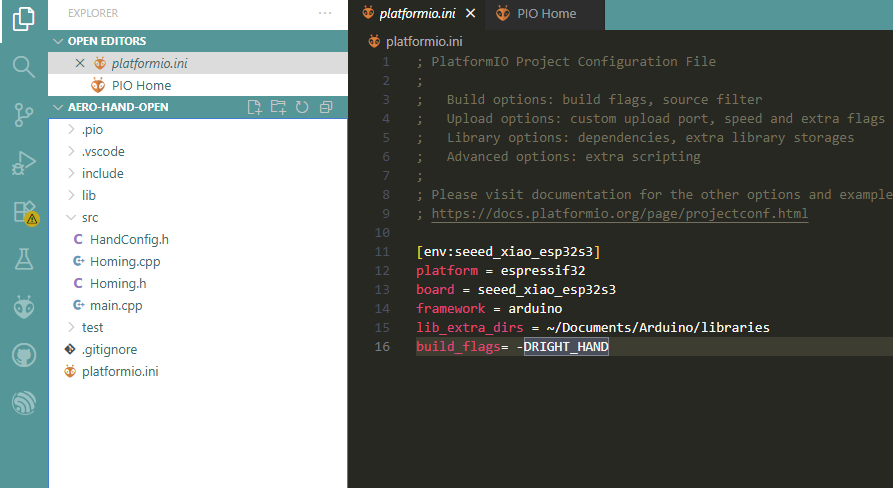 EXPLORER
OPEN EDITORS
platformio.ini
PIO Home
AERO-HAND-OPEN
.pio
.vscode
include
lib
src
C HandConfig.h
C+ Homing.cpp
C Homing.h
C+ main.cpp
test
.gitignore
platformio.ini
platformio.ini
PIO Home
platformio.ini
1 ; PlatformIO Project Configuration File
2 ;
3 ;   Build options: build flags, source filter
4 ;   Upload options: custom upload port, speed and extra flags
5 ;   Library options: dependencies, extra library storages
6 ;   Advanced options: extra scripting
7 ;
8 ; Please visit documentation for the other options and example
9 ; https://docs.platformio.org/page/projectconf.html
10
11 [env:seeed_xiao_esp32s3]
12 platform = espressif32
13 board = seeed_xiao_esp32s3
14 framework = arduino
15 lib_extra_dirs = ~/Documents/Arduino/libraries
16 build_flags= -DRIGHT_HAND